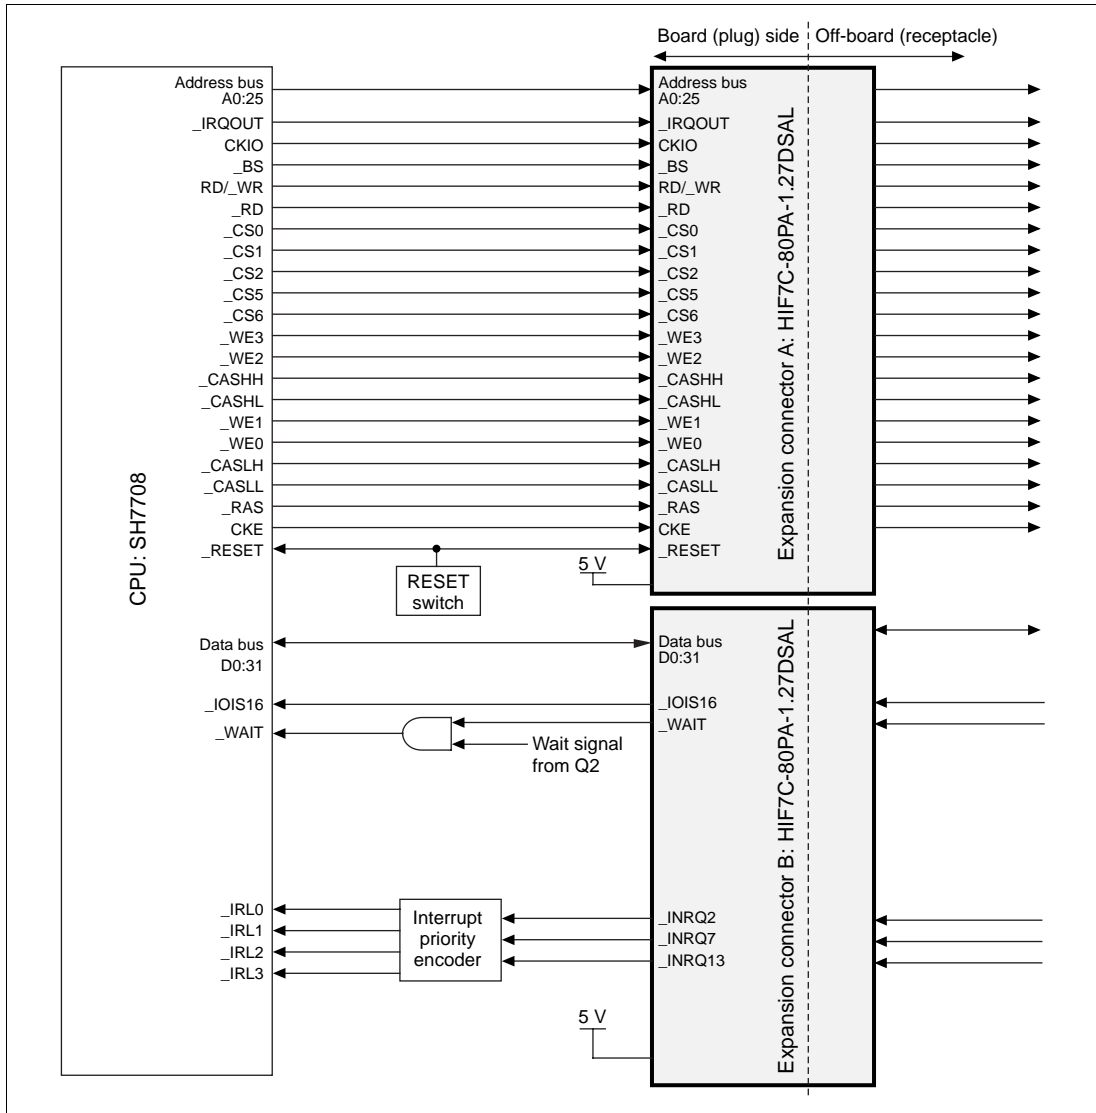 Board (plug) side
Off-board (receptacle)
CPU: SH7708
Address bus
A0:25
_IRQOUT
CKIO
_BS
RD/_WR
_RD
_CS0
_CS1
_CS2
_CS5
_CS6
_WE3
_WE2
_CASHH
_CASHL
_WE1
_WE0
_CASLH
_CASLL
_RAS
CKE
_RESET
Data bus
D0:31
_IOIS16
_WAIT
_IRL0
_IRL1
_IRL2
_IRL3
RESET
switch
5 V
Wait signal
from Q2
Interrupt
priority
encoder
5 V
Address bus
A0:25
_IRQOUT
CKIO
_BS
RD/_WR
_RD
_CS0
_CS1
_CS2
_CS5
_CS6
_WE3
_WE2
_CASHH
_CASHL
_WE1
_WE0
_CASLH
_CASLL
_RAS
CKE
_RESET
Expansion connector A: HIF7C-80PA-1.27DSAL
Data bus
D0:31
_IOIS16
_WAIT
_INRQ2
_INRQ7
_INRQ13
Expansion connector B: HIF7C-80PA-1.27DSAL